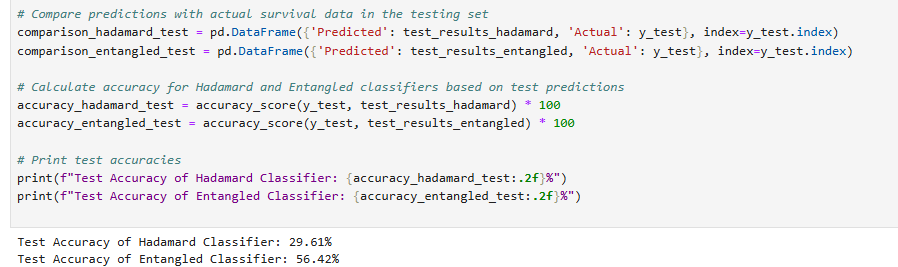 # Compare predictions with actual survival data in the testing set
comparison_hadamard_test = pd.DataFrame({'Predicted': test_results_hadamard, 'Actual': y_test}, index=y_test.index)
comparison_entangled_test = pd.DataFrame({'Predicted': test_results_entangled, 'Actual': y_test}, index=y_test.index)
# Calculate accuracy for Hadamard and Entangled classifiers based on test predictions
accuracy_hadamard_test = accuracy_score(y_test, test_results_hadamard) * 100
accuracy_entangled_test = accuracy_score(y_test, test_results_entangled) * 100
# Print test accuracies
print(f"Test Accuracy of Hadamard Classifier: {accuracy_hadamard_test:.2f}%")
print(f"Test Accuracy of Entangled Classifier: {accuracy_entangled_test:.2f}%")
Test Accuracy of Hadamard Classifier: 29.61%
Test Accuracy of Entangled Classifier: 56.42%